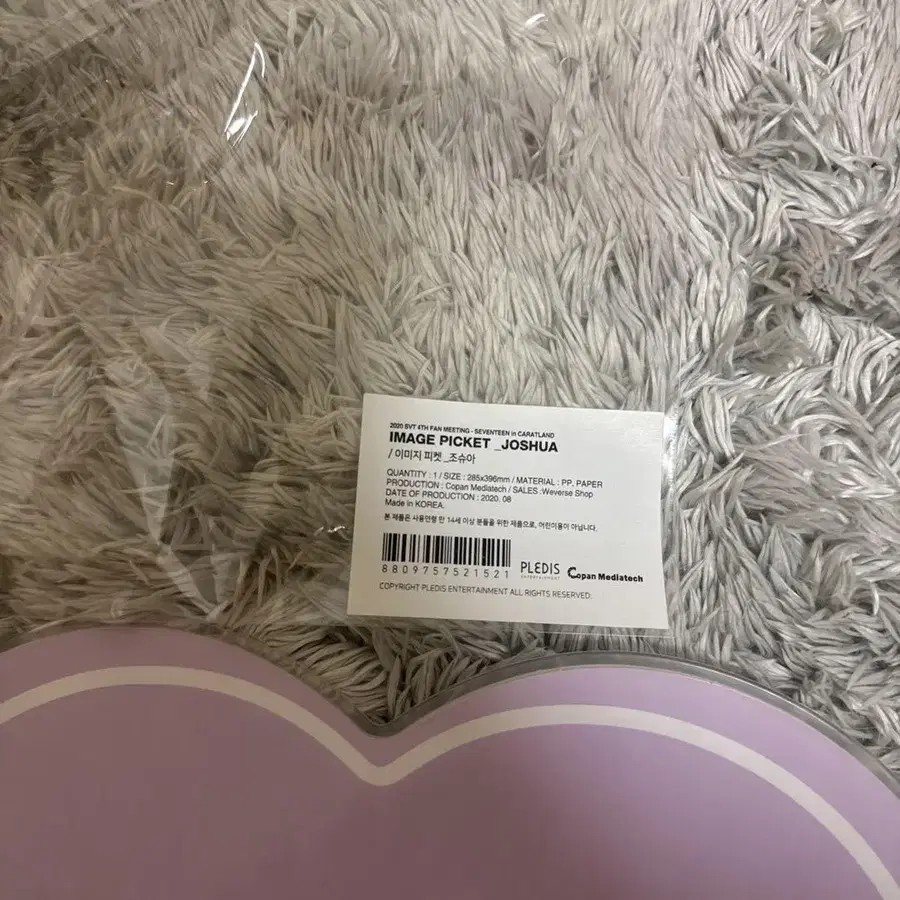 2020 SVT 4TH FAN MEETING - SEVENTEEN in CARATLAND
IMAGE PICKET _JOSHUA
/ 이미지 피켓 _조슈아
QUANTITY : 1 / SIZE : 285x396mm / MATERIAL : PP, PAPER
PRODUCTION : Copan Mediatech / SALES :Weverse Shop
DATE OF PRODUCTION : 2020. 08
Made in KOREA.
본 제품은 사용연령 만 14세 이상 분들을 위한 제품으로, 어린이용이 아닙니다.
8809757521521
PLEDIS
ENTERTAINMENT
Copan Mediatech
COPYRIGHT PLEDIS ENTERTAINMENT ALL RIGHTS RESERVED.